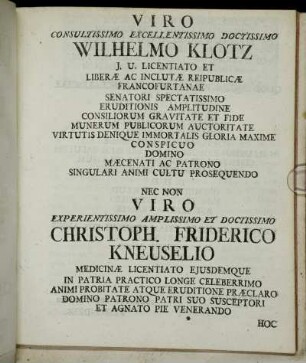 VIRO
CONSULTISSIMO EXCELLENTISSIMO DOCTISSIMO
WILHELMO KLOTZ
J. U. LICENTIATO ET
LIBERÆ AC INCLUTÆ REIPUBLICÆ
FRANCOFURTANAE
SENATORI SPECTATISSIMO
ERUDITIONIS AMPLITUDINE
CONSILIORUM GRAVITATE ET FIDE
MUNERUM PUBLICORUM AUCTORITATE
VIRTUTIS DENIQUE IMMORTALIS GLORIA MAXIME
CONSPICUO
DOMINO
MÆCENATI AC PATRONO
SINGULARI ANIMI CULTU PROSEQUENDO
NEC NON
VIRO
EXPERIENTISSIMO AMPLISSIMO ET DOCTISSIMO
CHRISTOPH. FRIDERICO
KNEUSELIO
MEDICINÆ LICENTIATO EJUSDEMQUE
IN PATRIA PRACTICO LONGE CELEBERRIMO
ANIMI PROBITATE ATQUE ERUDITIONE PRÆCLARO
DOMINO PATRONO PATRI SUO SUSCEPTORI
ET AGNATO PIE VENERANDO
HOC